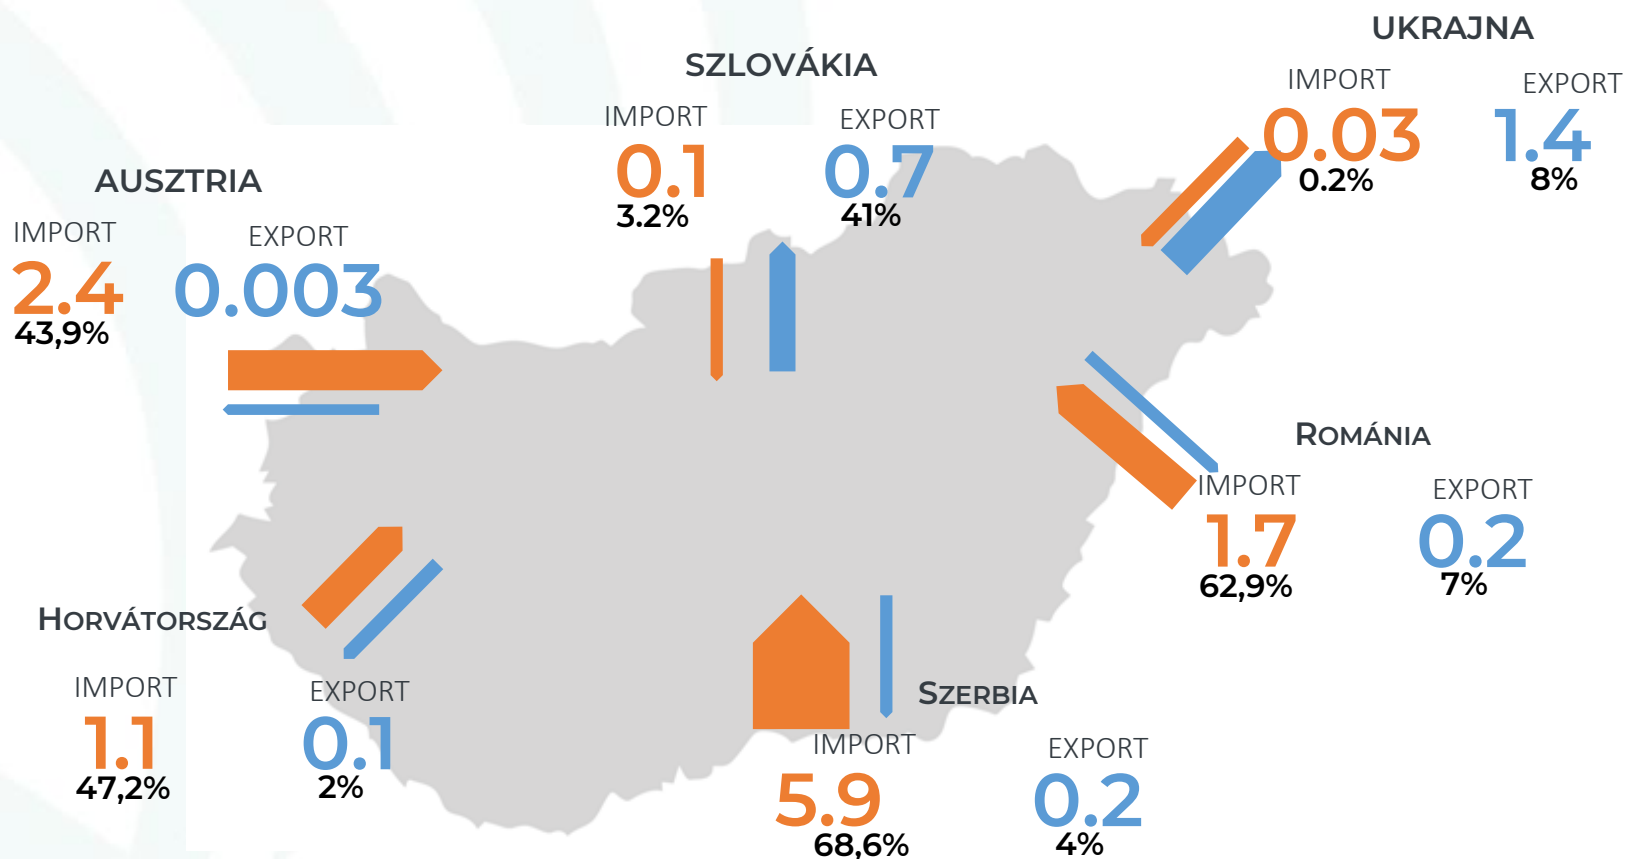 UKRAJNA
IMPORT EXPORT
0.03 1.4
0.2% 8%
SZLOVÁKIA
IMPORT EXPORT
0.1 0.7
3.2% 41%
AUSZTRIA
IMPORT EXPORT
2.4 0.003
43,9%
ROMÁNIA
IMPORT EXPORT
1.7 0.2
62,9% 7%
HORVÁTORSZÁG
IMPORT EXPORT
1.1 0.1
47,2% 2%
SZERBIA
IMPORT EXPORT
5.9 0.2
68,6% 4%